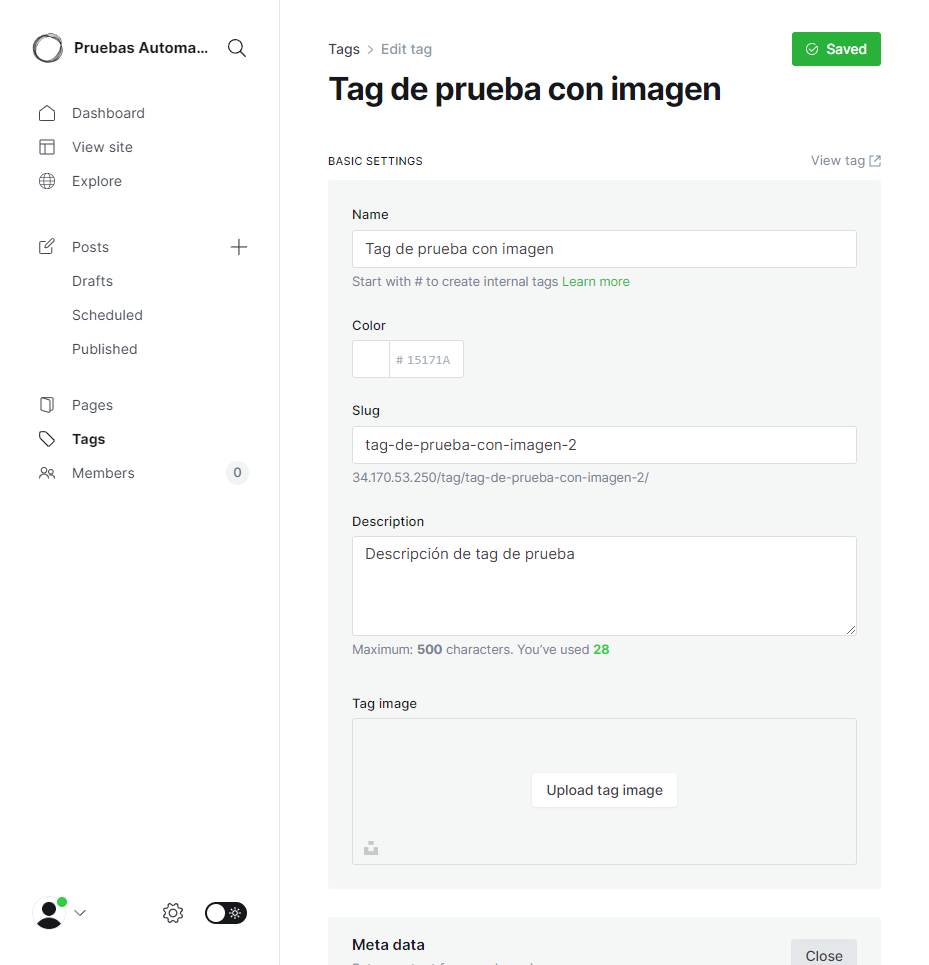 Pruebas Automa...
Dashboard
View site
Explore
Posts
Drafts
Scheduled
Published
Pages
Tags
Members 0
Tags > Edit tag
Saved
Tag de prueba con imagen
BASIC SETTINGS
View tag
Name
Tag de prueba con imagen
Start with # to create internal tags Learn more
Color
# 15171A
Slug
tag-de-prueba-con-imagen-2
34.170.53.250/tag/tag-de-prueba-con-imagen-2/
Description
Descripción de tag de prueba
Maximum: 500 characters. You’ve used 28
Tag image
Upload tag image
Meta data
Close